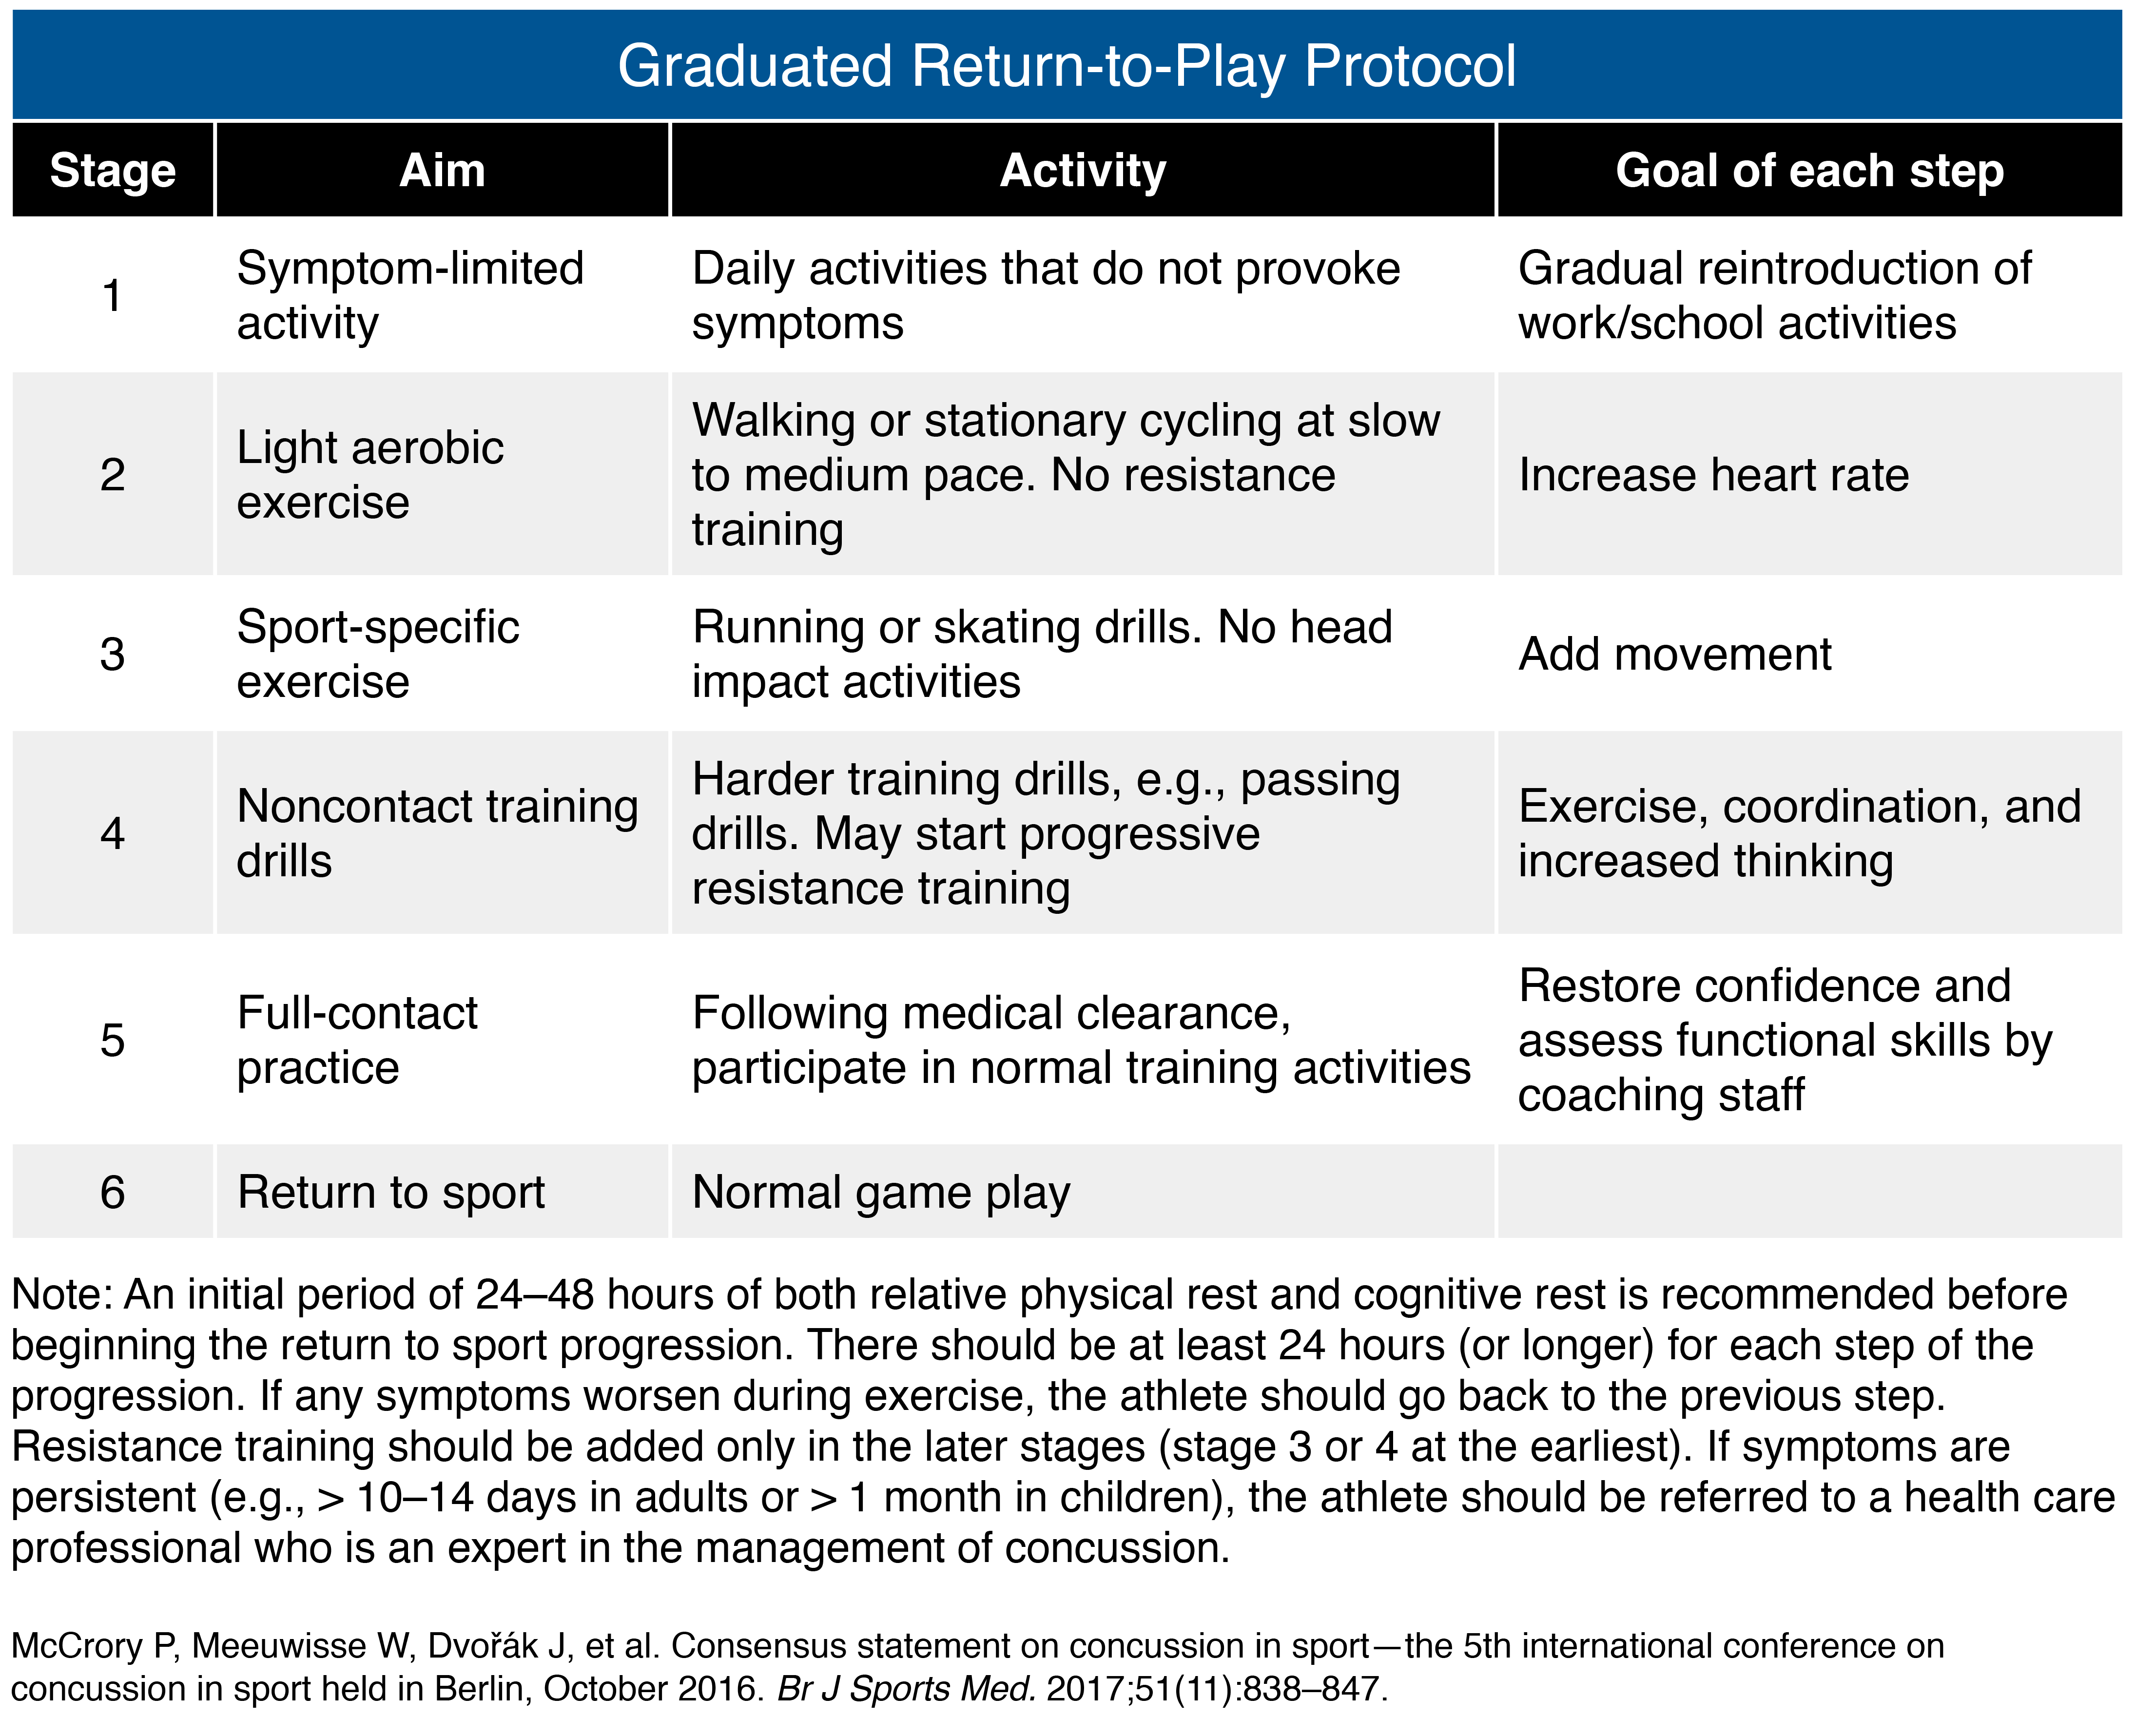 Graduated Return-to-Play Protocol
Stage Aim Activity Goal of each step
1
Symptom-limited
activity
Daily activities that do not provoke
symptoms
Gradual reintroduction of
work/school activities
2
Light aerobic
exercise
Walking or stationary cycling at slow
to medium pace. No resistance
training
Increase heart rate
3
Sport-specific
exercise
Running or skating drills. No head
impact activities
Add movement
4
Noncontact training
drills
Harder training drills, e.g., passing
drills. May start progressive
resistance training
Exercise, coordination, and
increased thinking
5
Full-contact
practice
Following medical clearance,
participate in normal training activities
Restore confidence and
assess functional skills by
coaching staff
6
Return to sport
Normal game play
Note: An initial period of 24–48 hours of both relative physical rest and cognitive rest is recommended before
beginning the return to sport progression. There should be at least 24 hours (or longer) for each step of the
progression. If any symptoms worsen during exercise, the athlete should go back to the previous step.
Resistance training should be added only in the later stages (stage 3 or 4 at the earliest). If symptoms are
persistent (e.g., > 10–14 days in adults or > 1 month in children), the athlete should be referred to a health care
professional who is an expert in the management of concussion.
McCrory P, Meeuwisse W, Dvořák J, et al. Consensus statement on concussion in sport—the 5th international conference on
concussion in sport held in Berlin, October 2016. Br J Sports Med. 2017;51(11):838–847.